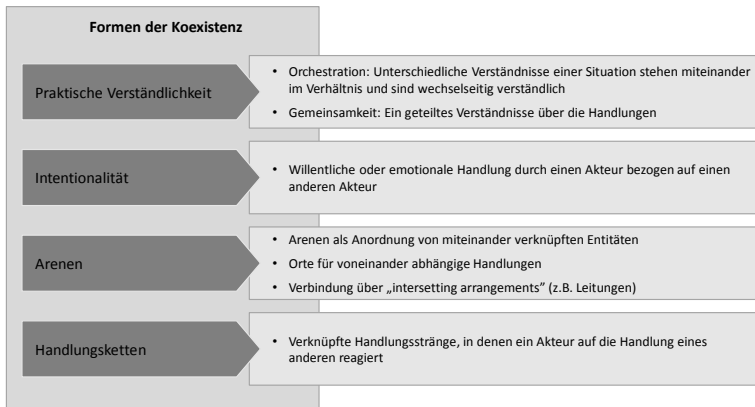 Formen der Koexistenz
Praktische Verständlichkeit
• Orchestration: Unterschiedliche Verständnisse einer Situation stehen miteinander
im Verhältnis und sind wechselseitig verständlich
• Gemeinsamkeit: Ein geteiltes Verständnisse über die Handlungen
Intentionalität
• Willentliche oder emotionale Handlung durch einen Akteur bezogen auf einen
anderen Akteur
Arenen
• Arenen als Anordnung von miteinander verknüpften Entitäten
• Orte für voneinander abhängige Handlungen
• Verbindung über „intersetting arrangements” (z.B. Leitungen)
Handlungsketten
• Verknüpfte Handlungsstränge, in denen ein Akteur auf die Handlung eines
anderen reagiert